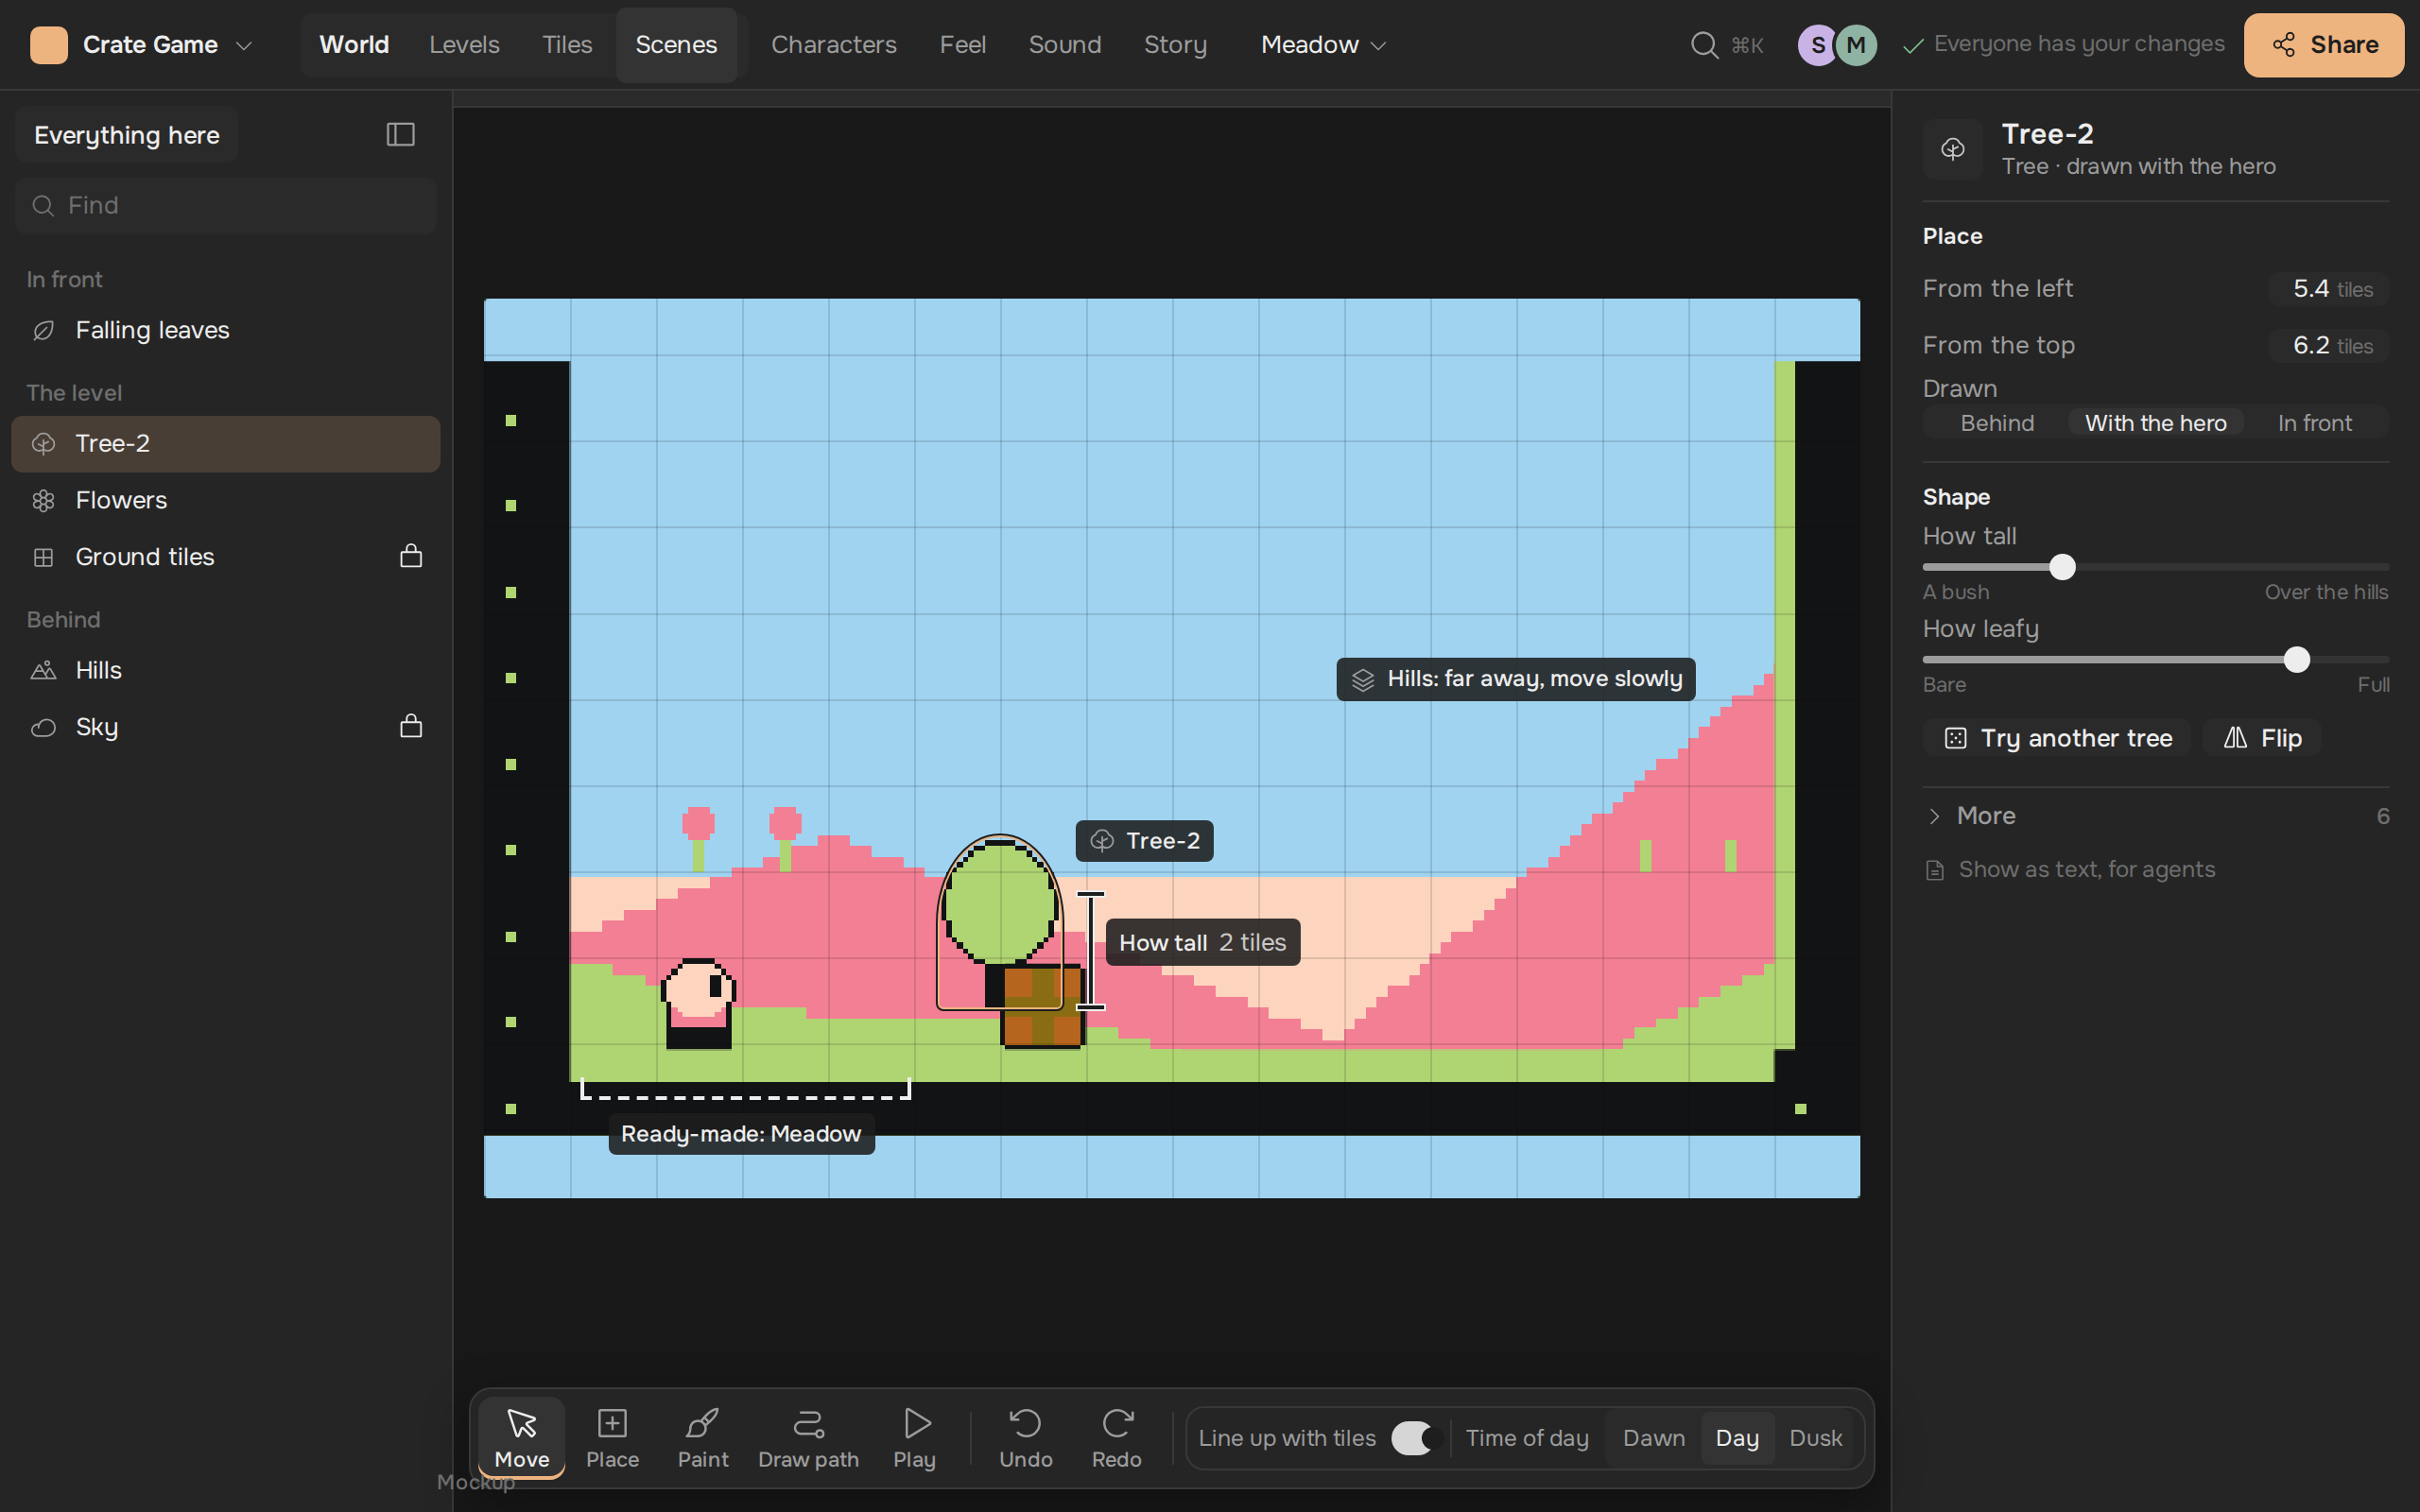 Crate Game
World Levels Tiles Scenes Characters Feel Sound Story Meadow
⌘K
S M
Everyone has your changes
Share
Everything here
Find
In front
Falling leaves
The level
Tree-2
Flowers
Ground tiles
Behind
Hills
Sky
Hills: far away, move slowly
Tree-2
How tall 2 tiles
Ready-made: Meadow
Move Place Paint Draw path Play Undo Redo
Line up with tiles
Time of day Dawn Day Dusk
Mockup
Tree-2
Tree · drawn with the hero
Place
From the left 5.4 tiles
From the top 6.2 tiles
Drawn
Behind With the hero In front
Shape
How tall
A bush Over the hills
How leafy
Bare Full
Try another tree Flip
More 6
Show as text, for agents